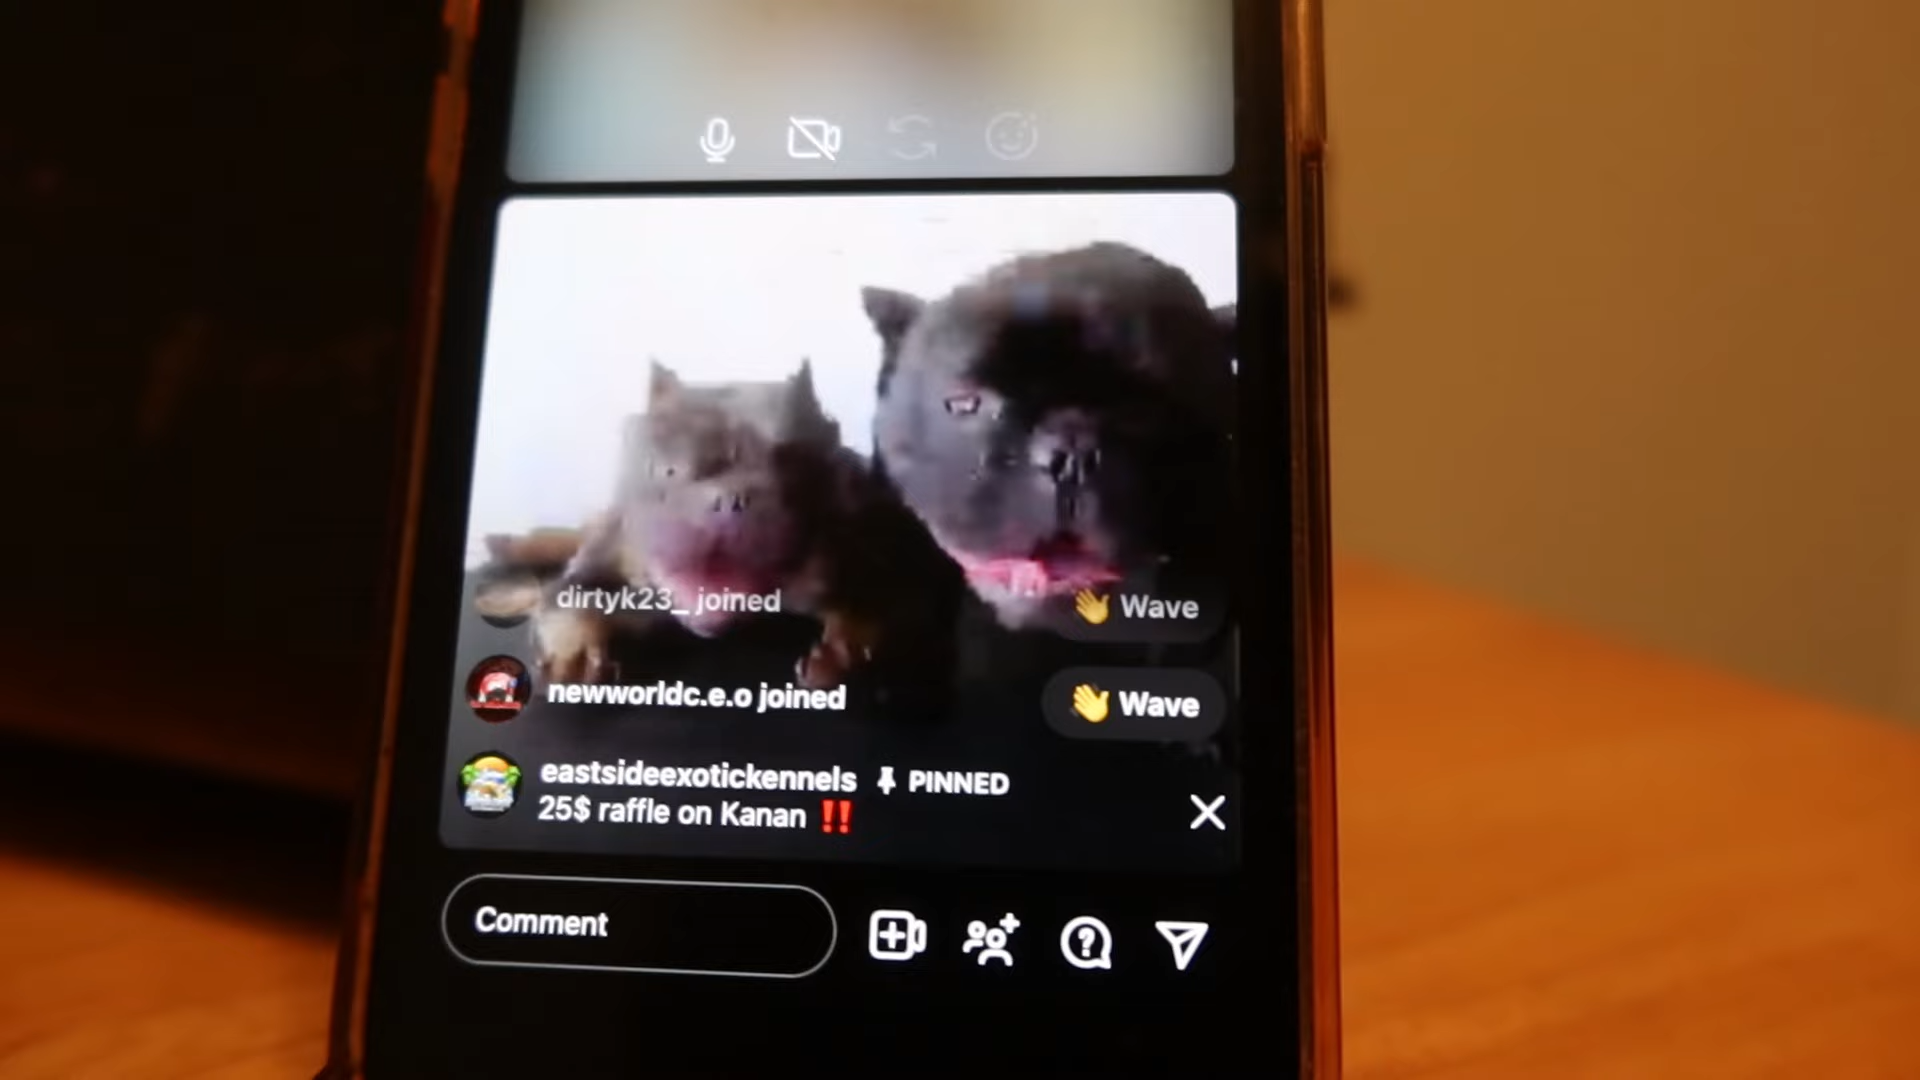 dirtyk23_ joined
👋 Wave
newworldc.e.o joined
👋 Wave
eastsideexotickennels 📌 PINNED
25$ raffle on Kanan ‼️
Comment